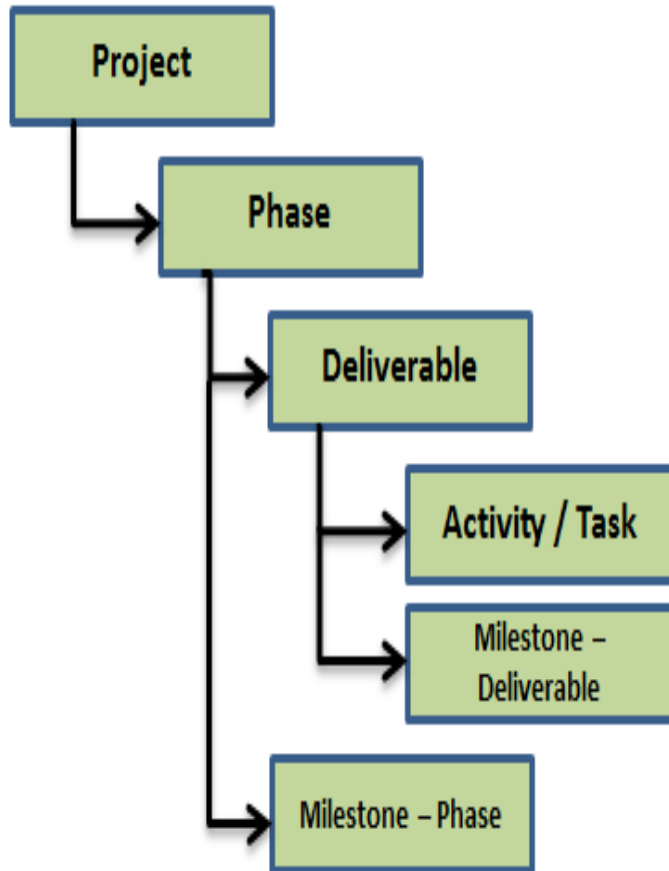 Project
Phase
Deliverable
Activity / Task
Milestone –
Deliverable
Milestone – Phase